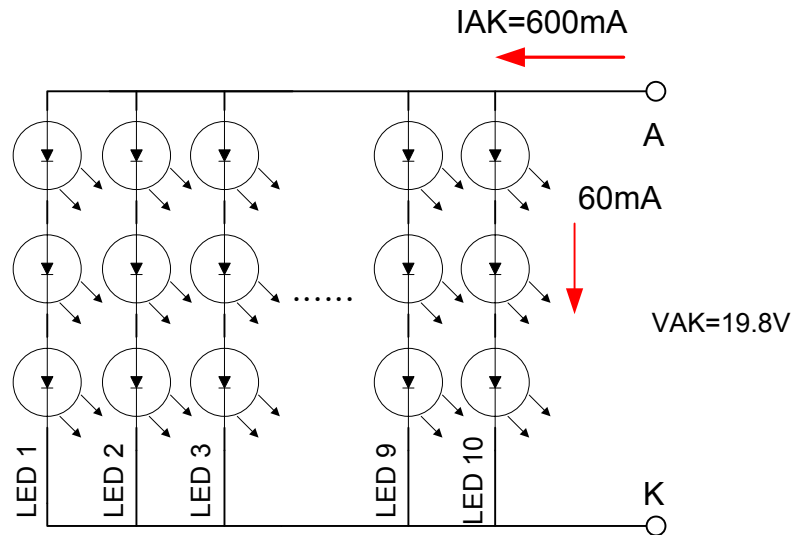 IAK=600mA
A
60mA
......
VAK=19.8V
LED 1
LED 2
LED 3
LED 9
LED 10
K